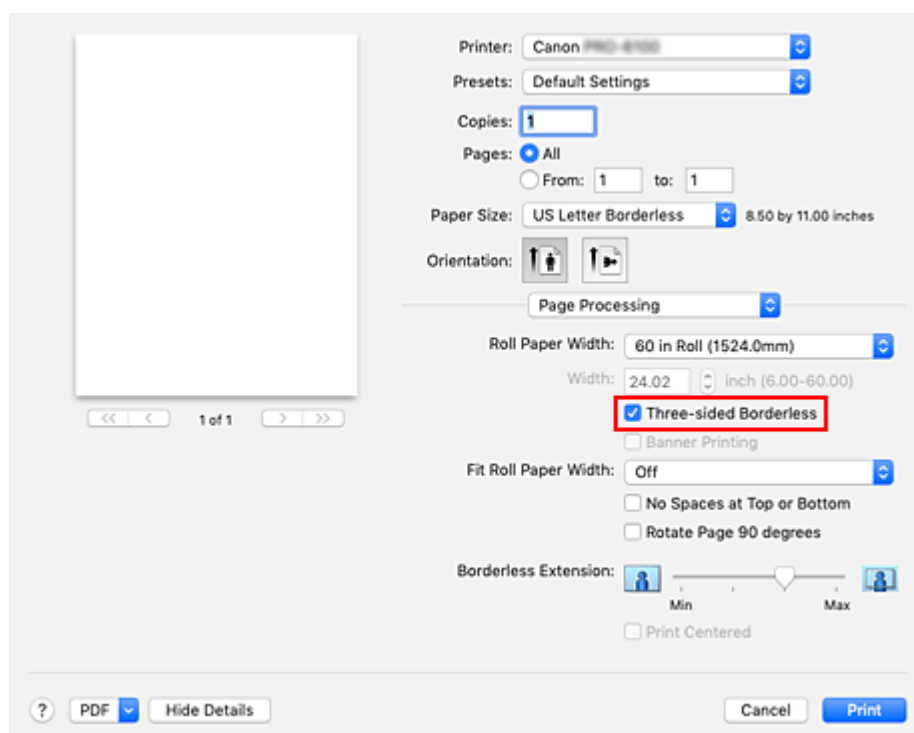 Printer: Canon
Presets: Default Settings
Copies: 1
Pages: All
From: 1 to: 1
Paper Size: US Letter Borderless 8.50 by 11.00 inches
Orientation:
Page Processing
Roll Paper Width: 60 in Roll (1524.0mm)
Width: 24.02 inch (6.00-60.00)
<< < 1 of 1 > >>
Three-sided Borderless
Banner Printing
Fit Roll Paper Width: Off
No Spaces at Top or Bottom
Rotate Page 90 degrees
Borderless Extension:
Min Max
Print Centered
? PDF Hide Details Cancel Print